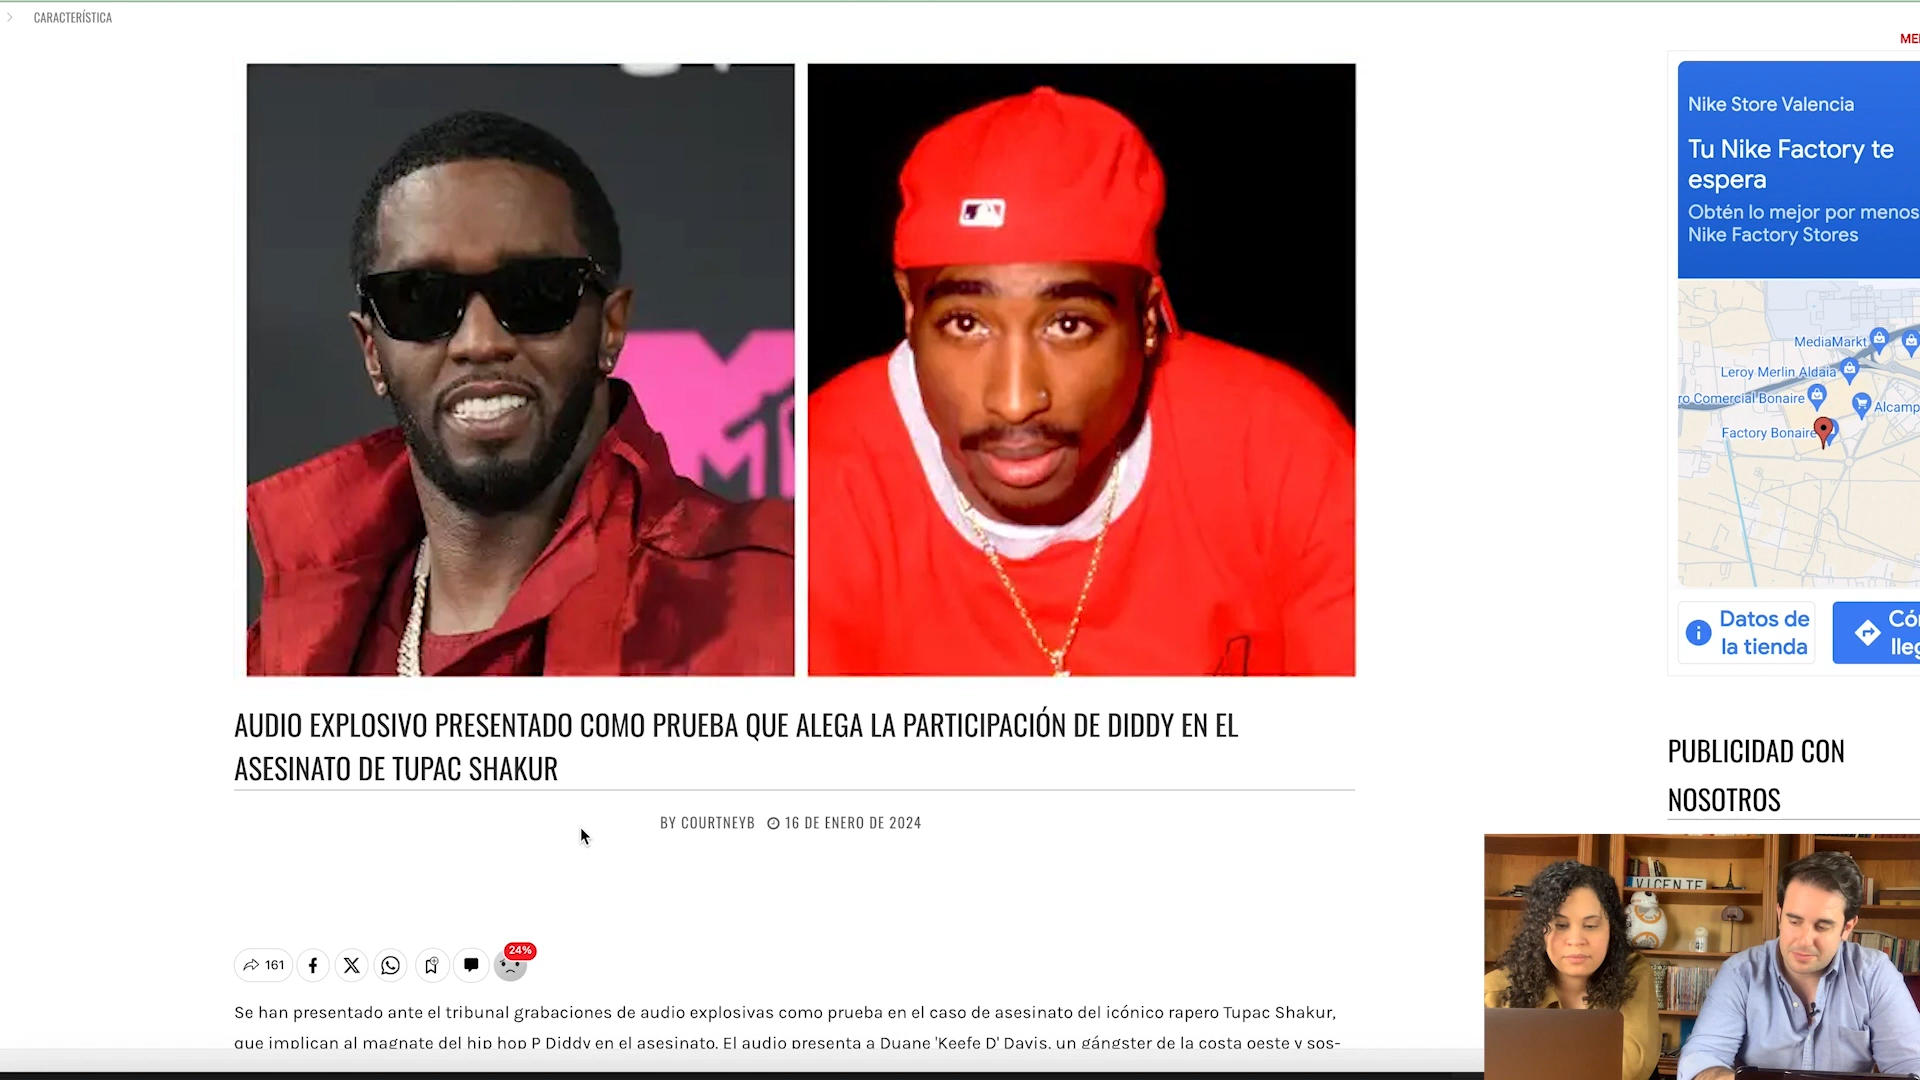 CARACTERÍSTICA
Nike Store Valencia
Tu Nike Factory te
espera
Obtén lo mejor por menos
Nike Factory Stores
MediaMarkt
Leroy Merlin Aldaia
Comercial Bonaire
Alcamp
Factory Bonaire
Datos de
la tienda
AUDIO EXPLOSIVO PRESENTADO COMO PRUEBA QUE ALEGA LA PARTICIPACIÓN DE DIDDY EN EL
ASESINATO DE TUPAC SHAKUR
BY COURTNEYB 16 DE ENERO DE 2024
PUBLICIDAD CON
NOSOTROS
VICENTE
161
24%
Se han presentado ante el tribunal grabaciones de audio explosivas como prueba en el caso de asesinato del icónico rapero Tupac Shakur,
que implican al magnate del hip hop P Diddy en el asesinato. El audio presenta a Duane 'Keefe D' Davis, un gángster de la costa oeste y sos-